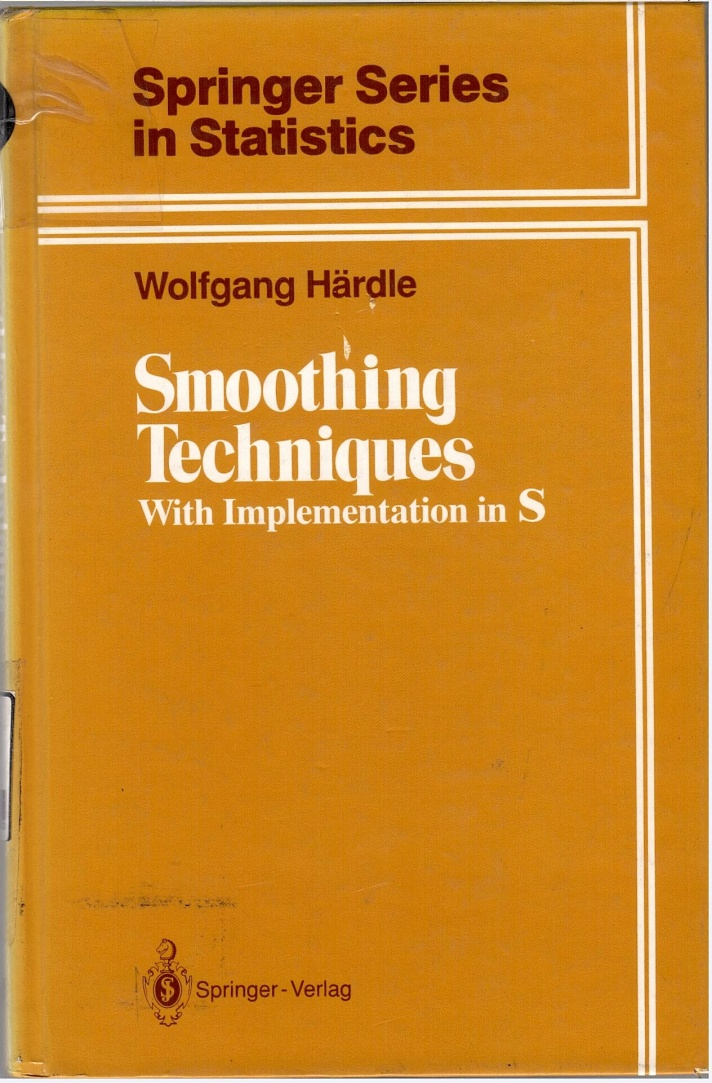 Springer Series
in Statistics
Wolfgang Härdle
Smoothing
Techniques
With Implementation in S
Springer-Verlag